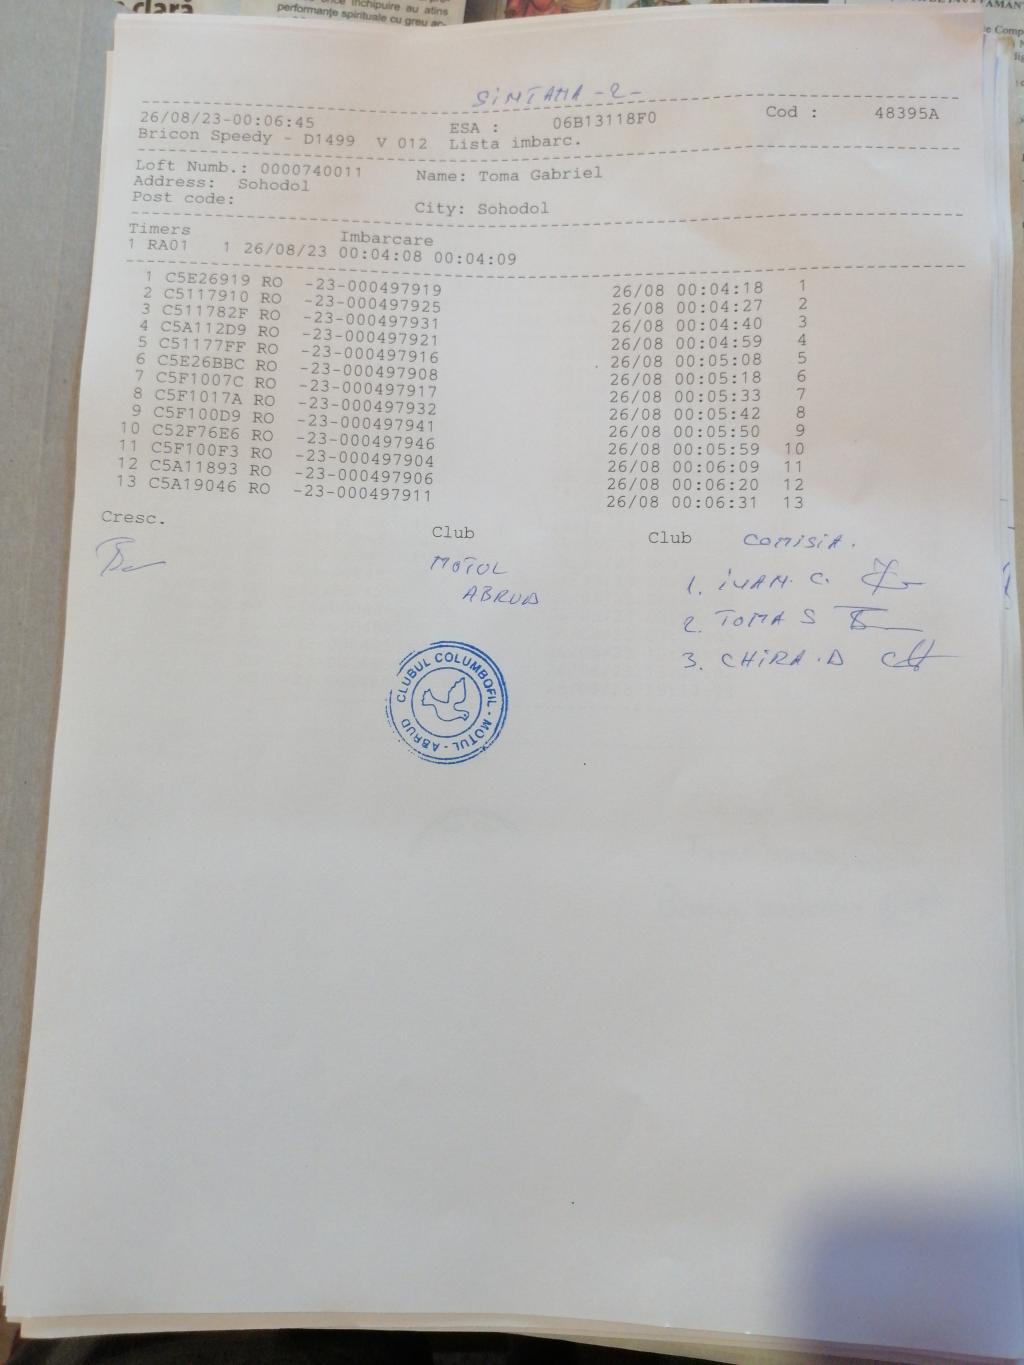 clară
închipuire au atins
performanțe spirituale cu greu
SINTANA -2-
26/08/23-00:06:45 ESA : 06B13118F0 Cod : 48395A
Bricon Speedy - D1499 V 012 Lista imbarc.
Loft Numb.: 0000740011 Name: Toma Gabriel
Address: Sohodol
Post code: City: Sohodol
Timers Imbarcare
1 RA01 1 26/08/23 00:04:08 00:04:09
1 C5E26919 RO -23-000497919 26/08 00:04:18 1
2 C5117910 RO -23-000497925 26/08 00:04:27 2
3 C511782F RO -23-000497931 26/08 00:04:40 3
4 C5A112D9 RO -23-000497921 26/08 00:04:59 4
5 C51177FF RO -23-000497916 26/08 00:05:08 5
6 C5E26BBC RO -23-000497908 26/08 00:05:18 6
7 C5F1007C RO -23-000497917 26/08 00:05:33 7
8 C5F1017A RO -23-000497932 26/08 00:05:42 8
9 C5F100D9 RO -23-000497941 26/08 00:05:50 9
10 C52F76E6 RO -23-000497946 26/08 00:05:59 10
11 C5F100F3 RO -23-000497904 26/08 00:06:09 11
12 C5A11893 RO -23-000497906 26/08 00:06:20 12
13 C5A19046 RO -23-000497911 26/08 00:06:31 13
Cresc. Club Club COMISIA.
MOTUL
ABRUD
1. IVAN. C.
2. TOMA S
3. CHIRA. D
CLUBUL COLUMBOFIL - MOTUL - ABRUD